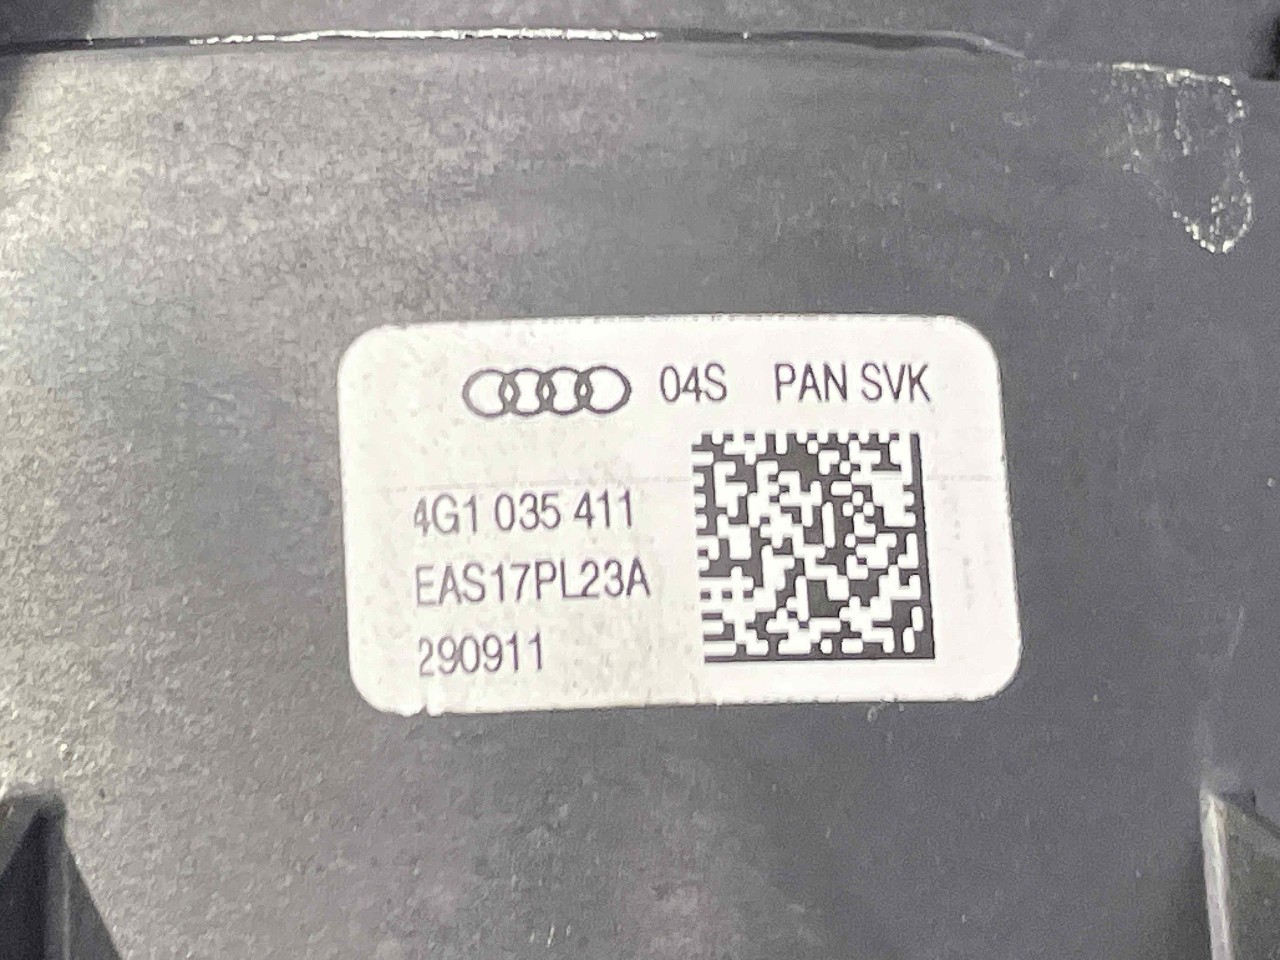 04S PAN SVK
4G1 035 411
EAS17PL23A
290911